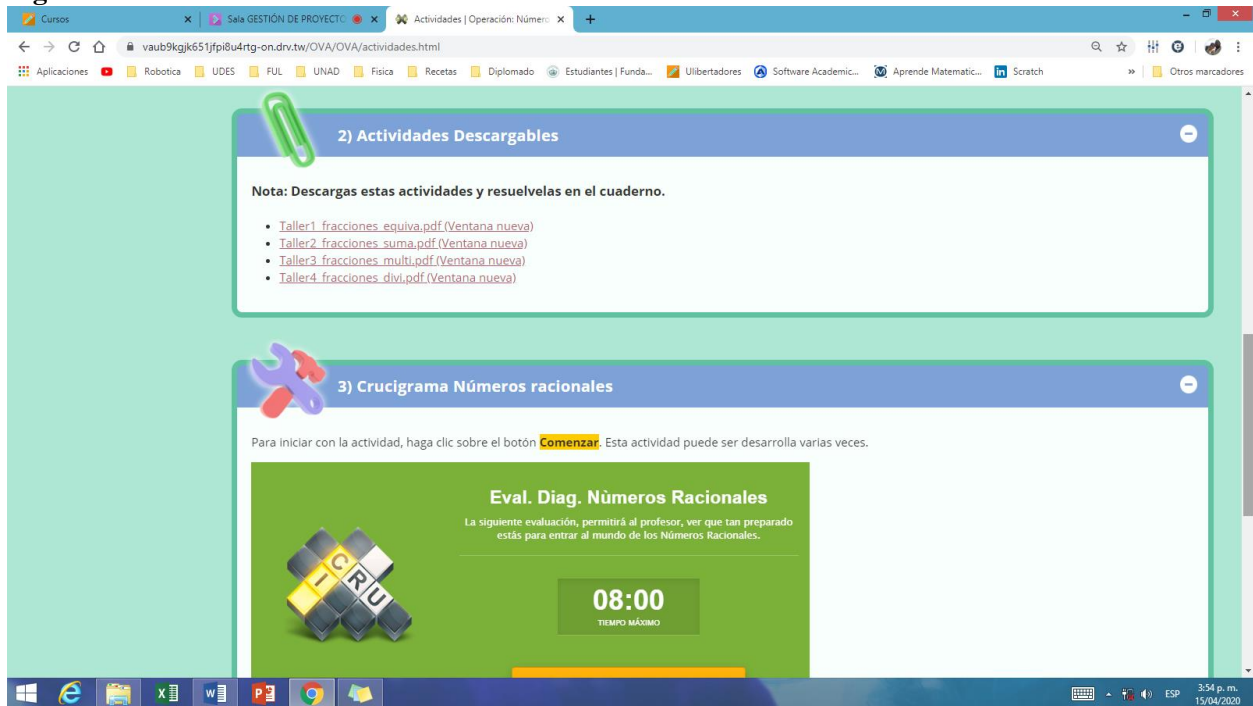 Cursos
Sala GESTIÓN DE PROYECTO
Actividades | Operación: Número
vaub9kgjk651jfpi8u4rtg-on.drv.tw/OVA/OVA/actividades.html
Aplicaciones Robotica UDES FUL UNAD Fisica Recetas Diplomado Estudiantes | Funda... Ulibertadores Software Academic... Aprende Matematic... Scratch » Otros marcadores
2) Actividades Descargables
Nota: Descargas estas actividades y resuelvelas en el cuaderno.
Taller1_fracciones_equiva.pdf (Ventana nueva)
Taller2_fracciones_suma.pdf (Ventana nueva)
Taller3_fracciones_multi.pdf (Ventana nueva)
Taller4_fracciones_divi.pdf (Ventana nueva)
3) Crucigrama Números racionales
Para iniciar con la actividad, haga clic sobre el botón Comenzar. Esta actividad puede ser desarrolla varias veces.
Eval. Diag. Nùmeros Racionales
La siguiente evaluación, permitirá al profesor, ver que tan preparado
estás para entrar al mundo de los Números Racionales.
CRU
I
08:00
TIEMPO MÁXIMO
ESP
3:54 p. m.
15/04/2020